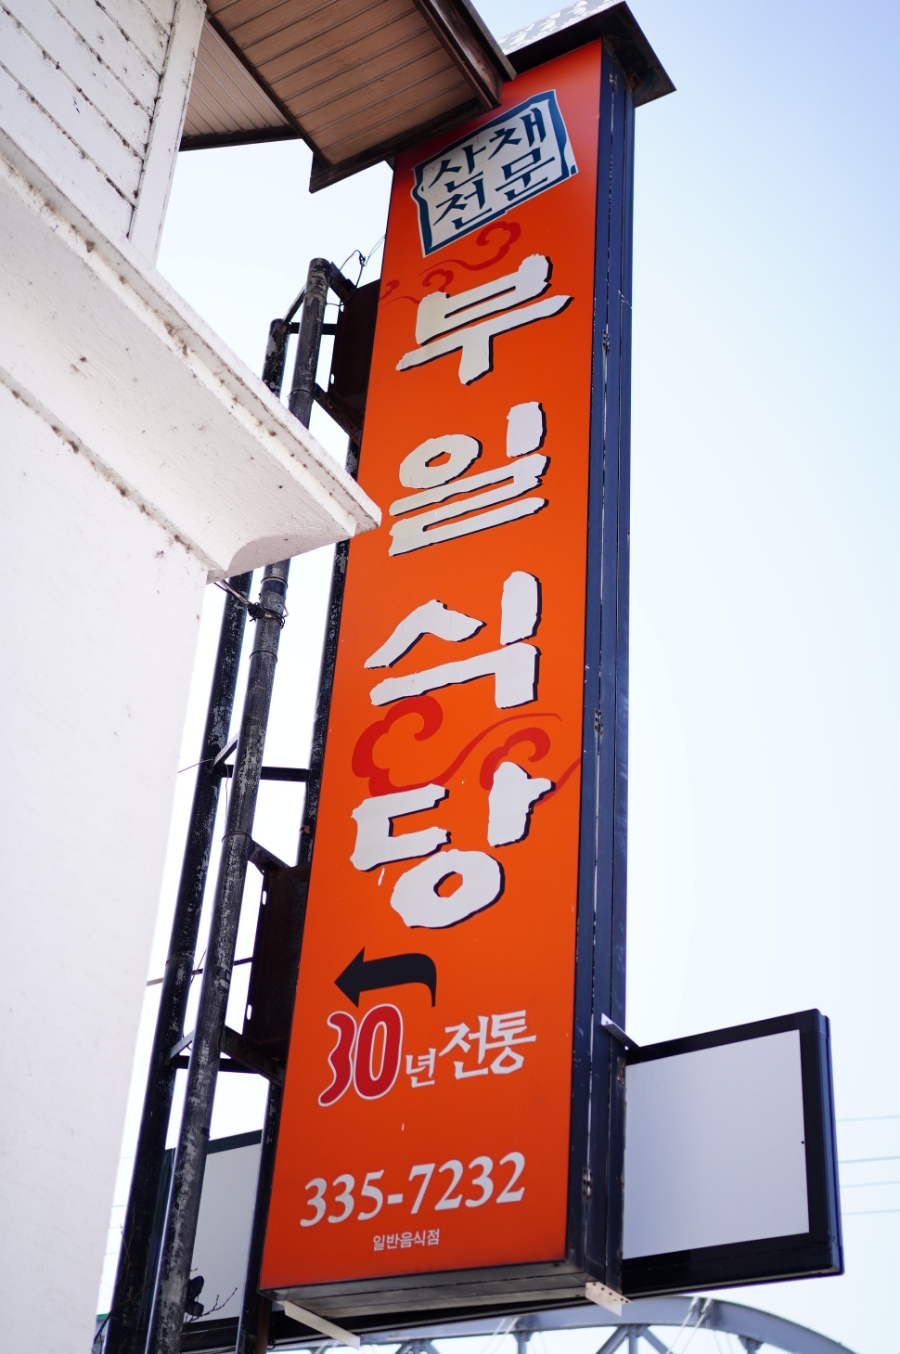 산채
전문
부일식당
30년 전통
335-7232
일반음식점